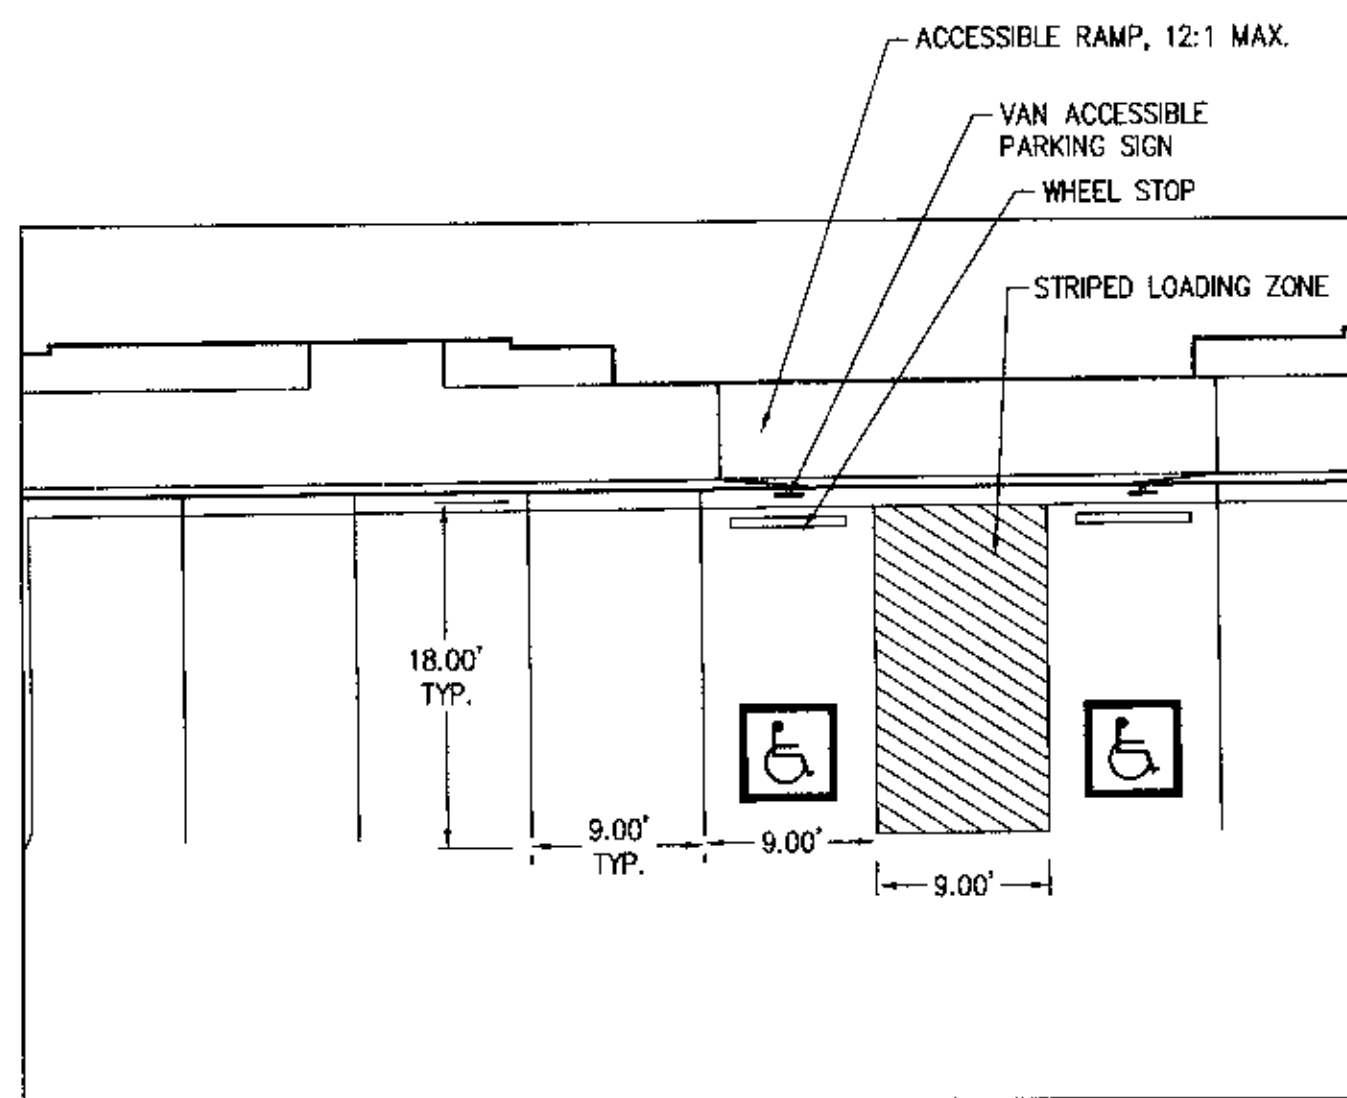 ACCESSIBLE RAMP, 12:1 MAX.
VAN ACCESSIBLE
PARKING SIGN
WHEEL STOP
STRIPED LOADING ZONE
18.00'
TYP.
9.00'
TYP.
9.00'
9.00'